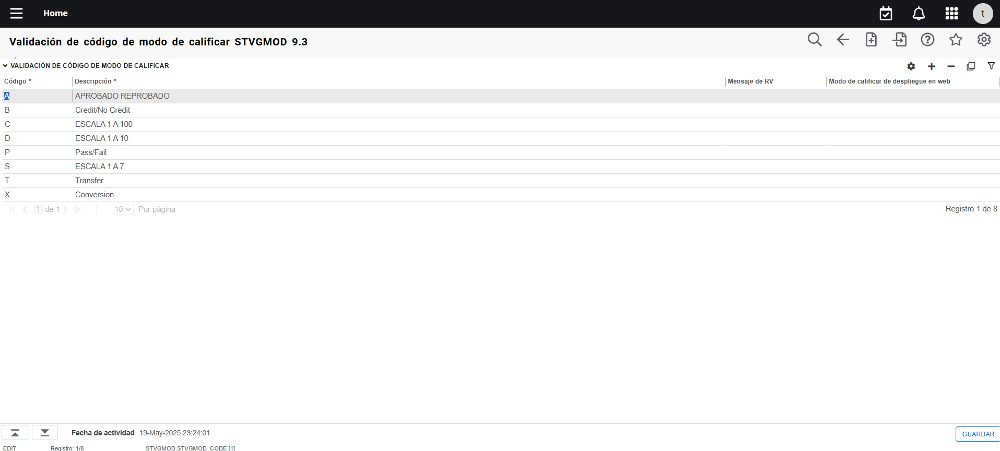 Home
t
Validación de código de modo de calificar STVGMOD 9.3
VALIDACIÓN DE CÓDIGO DE MODO DE CALIFICAR
Código * Descripción * Mensaje de RV Modo de calificar de despliegue en web
A APROBADO REPROBADO
B Credit/No Credit
C ESCALA 1 A 100
D ESCALA 1 A 10
P Pass/Fail
S ESCALA 1 A 7
T Transfer
X Conversion
1 de 1 10 Por página Registro 1 de 8
Fecha de actividad 19-May-2025 23:24:01
GUARDAR
EDIT Registro: 1/8 STVGMOD.STVGMOD_CODE [1]